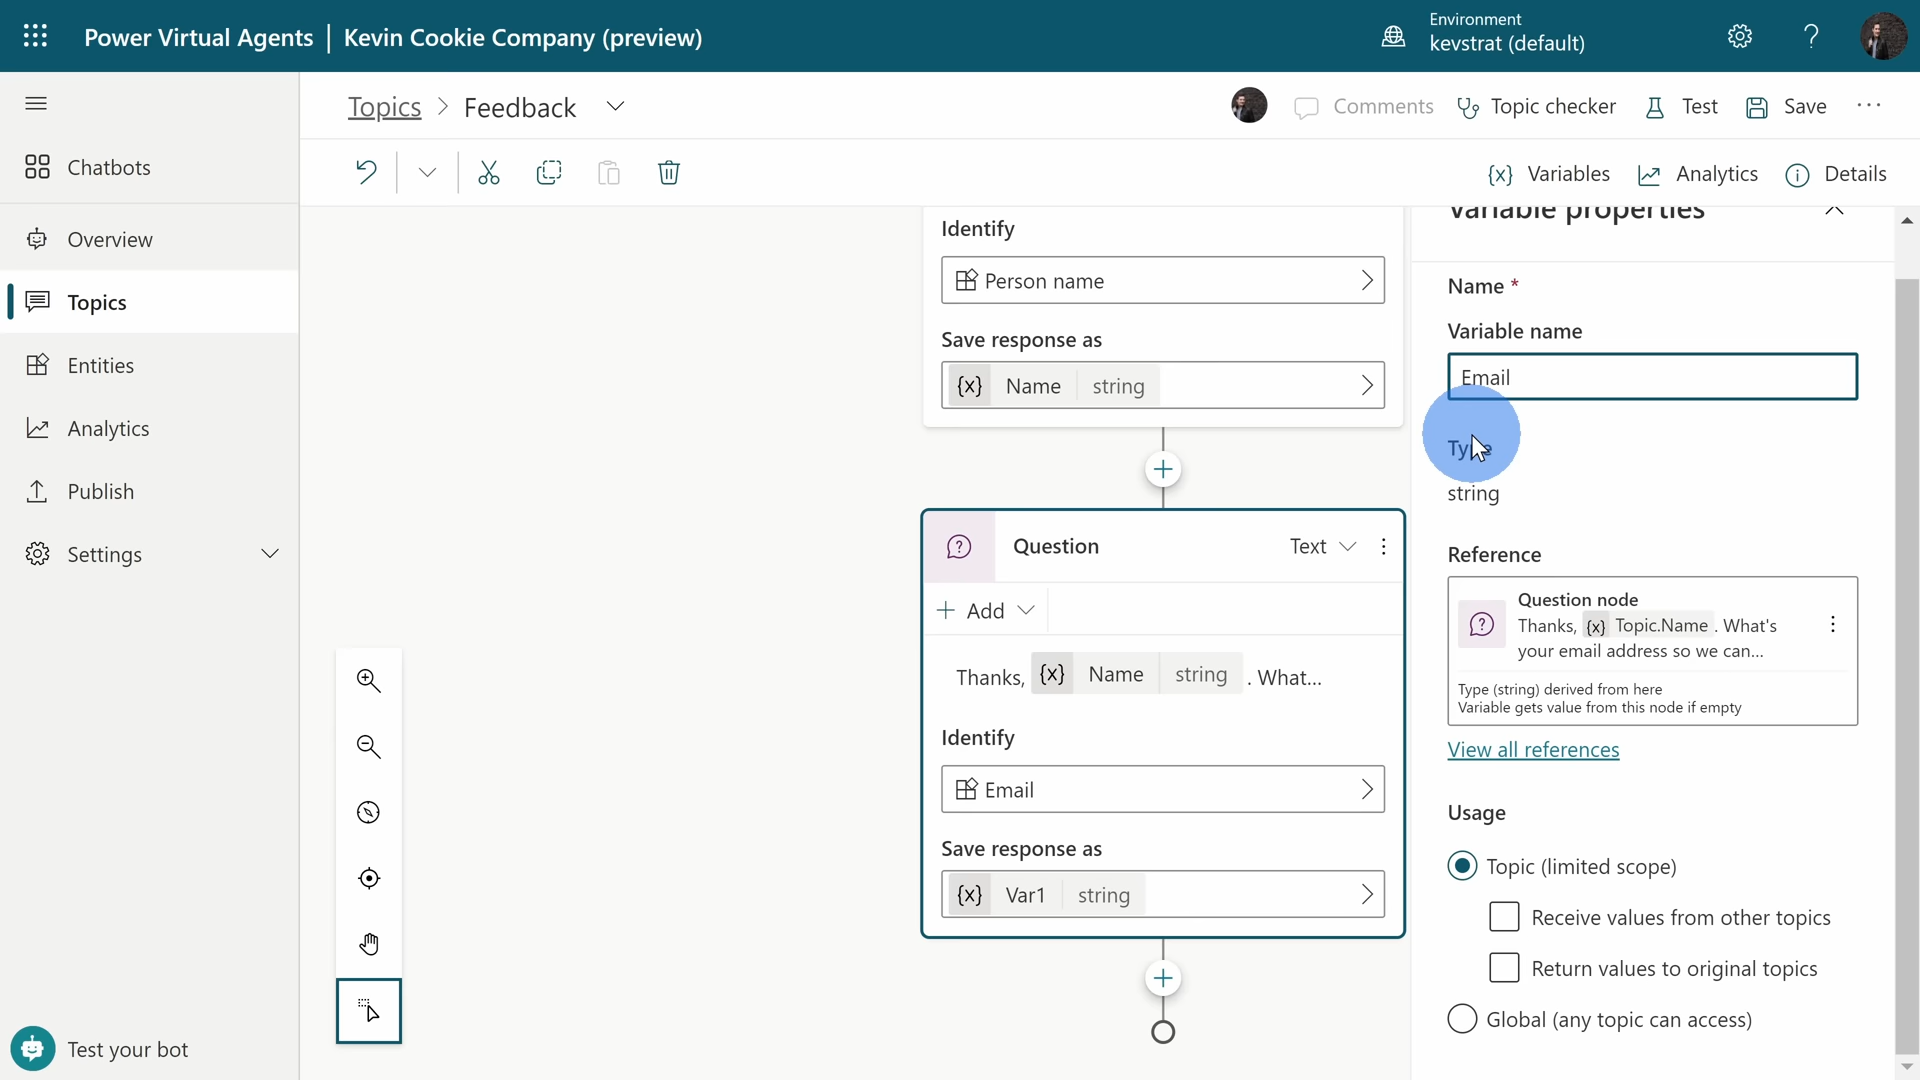 Power Virtual Agents | Kevin Cookie Company (preview)
Environment
kevstrat (default)
?
Topics > Feedback
Comments
Topic checker
Test
Save
...
Chatbots
Overview
Topics
Entities
Analytics
Publish
Settings
Test your bot
{x} Variables
Analytics
Details
Identify
Person name
Save response as
{x} Name string
Question
Text
+ Add
Thanks, {x} Name string . What...
Identify
Email
Save response as
{x} Var1 string
Variable properties
Name *
Variable name
Email
Type
string
Reference
Question node
Thanks, {x} Topic.Name . What's
your email address so we can...
Type (string) derived from here
Variable gets value from this node if empty
View all references
Usage
Topic (limited scope)
Receive values from other topics
Return values to original topics
Global (any topic can access)